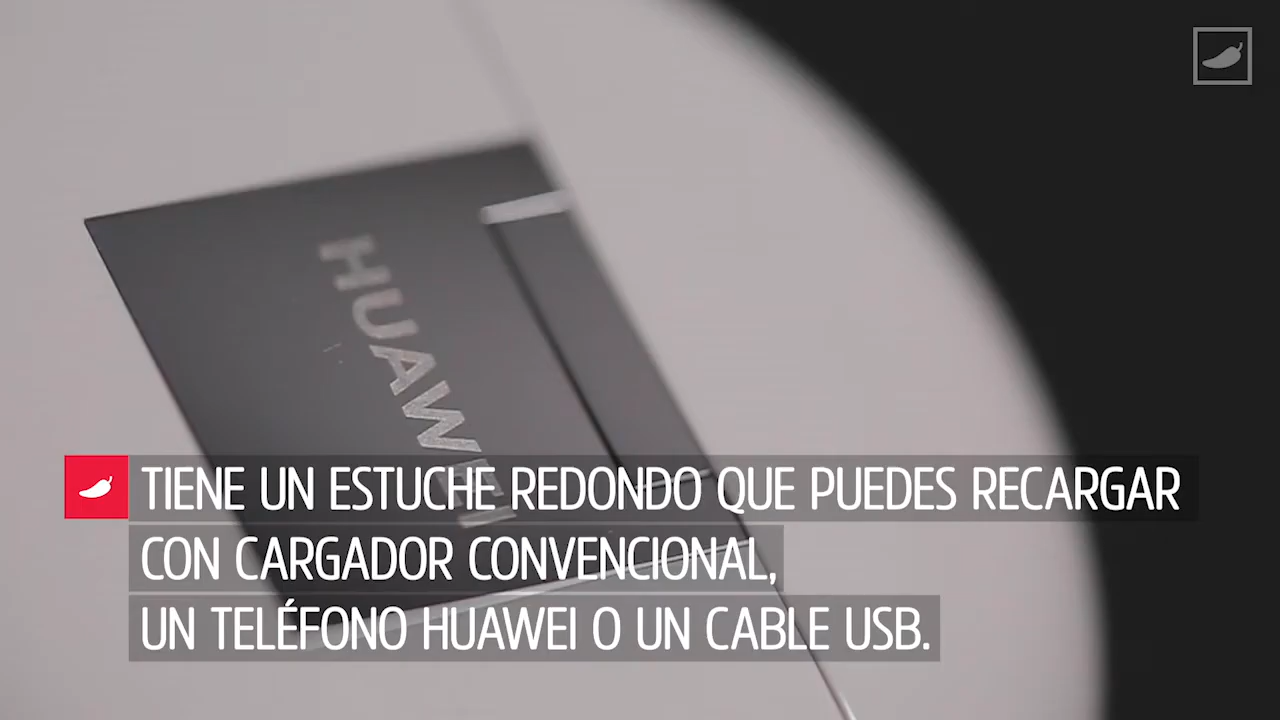 HUAWEI
TIENE UN ESTUCHE REDONDO QUE PUEDES RECARGAR
CON CARGADOR CONVENCIONAL,
UN TELÉFONO HUAWEI O UN CABLE USB.